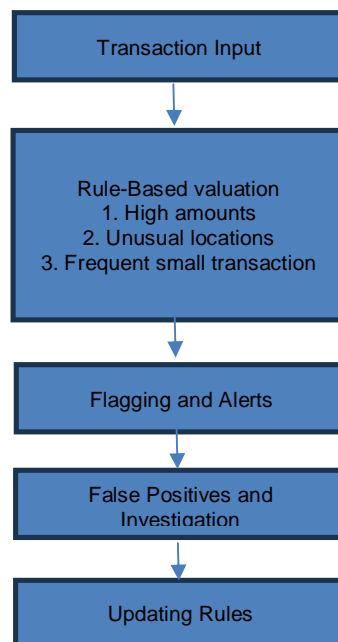 Transaction Input
Rule-Based valuation
1. High amounts
2. Unusual locations
3. Frequent small transaction
Flagging and Alerts
False Positives and
Investigation
Updating Rules